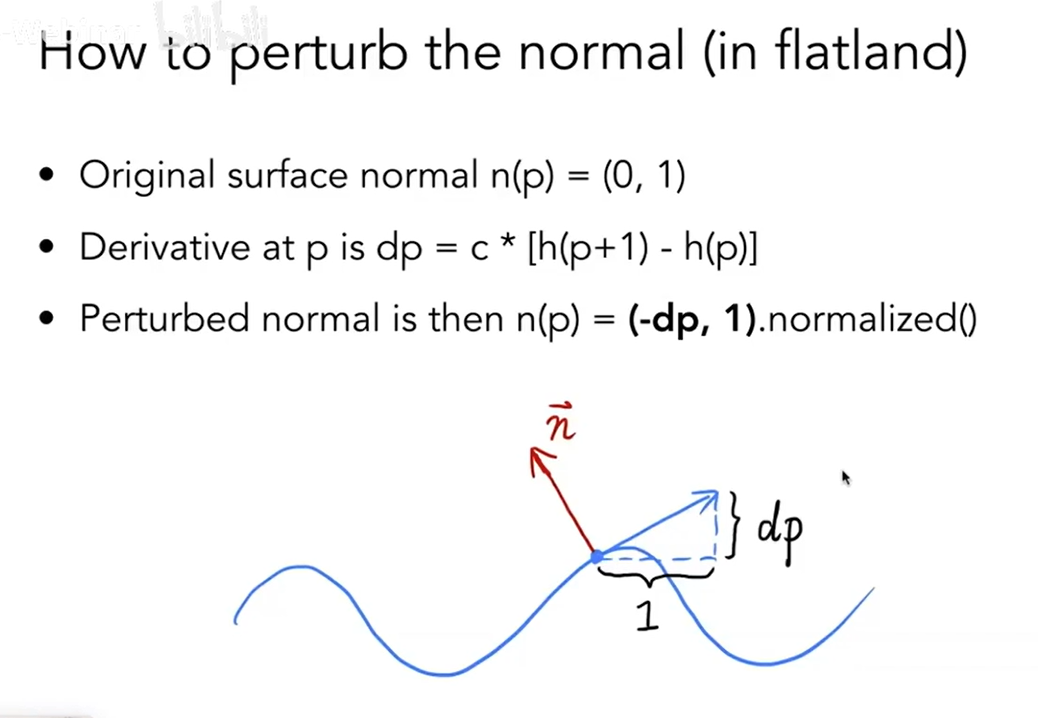 How to perturb the normal (in flatland)
• Original surface normal n(p) = (0, 1)
• Derivative at p is dp = c * [h(p+1) - h(p)]
• Perturbed normal is then n(p) = (-dp, 1).normalized()
n⃗
} dp
1
bilibili